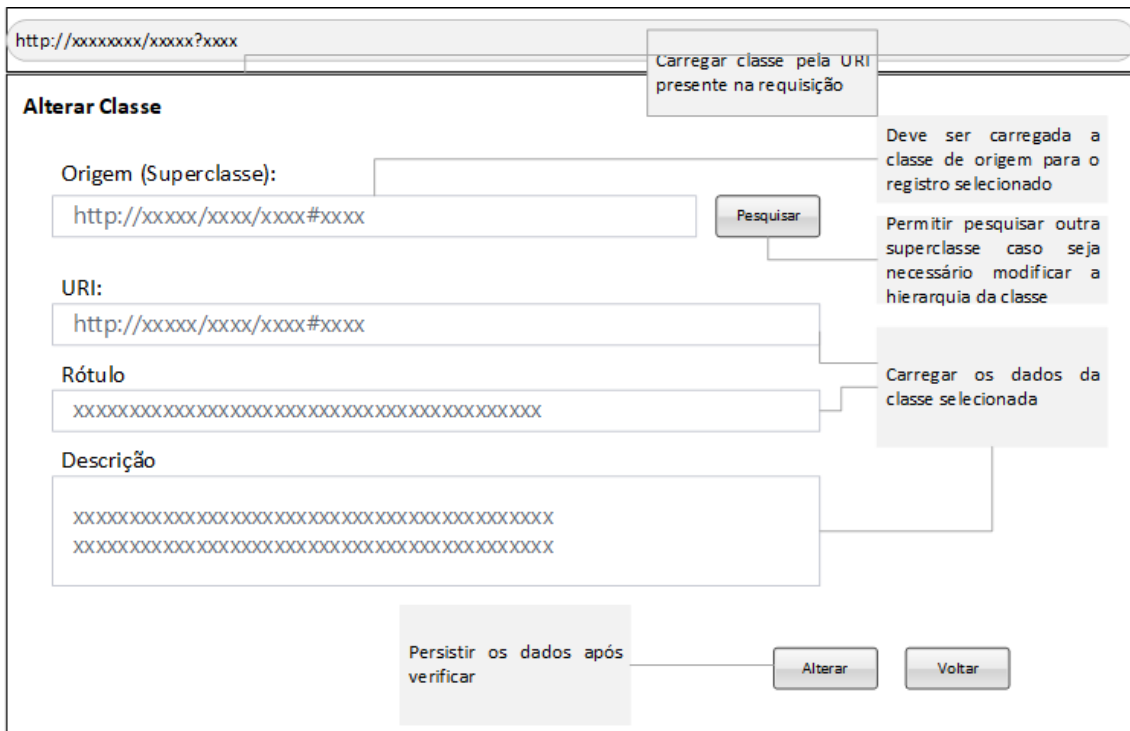 http://xxxxxxxx/xxxxx?xxxx
Carregar classe pela URI
presente na requisição
Alterar Classe
Deve ser carregada a
classe de origem para o
registro selecionado
Origem (Superclasse):
http://xxxxx/xxxx/xxxx#xxxx
Pesquisar
Permitir pesquisar outra
superclasse caso seja
necessário modificar a
hierarquia da classe
URI:
http://xxxxx/xxxx/xxxx#xxxx
Rótulo
Carregar os dados da
classe selecionada
xxxxxxxxxxxxxxxxxxxxxxxxxxxxxxxxxxxxxxxxxx
Descrição
xxxxxxxxxxxxxxxxxxxxxxxxxxxxxxxxxxxxxxxxxxx
xxxxxxxxxxxxxxxxxxxxxxxxxxxxxxxxxxxxxxxxxxx
Persistir os dados após
verificar
Alterar
Voltar